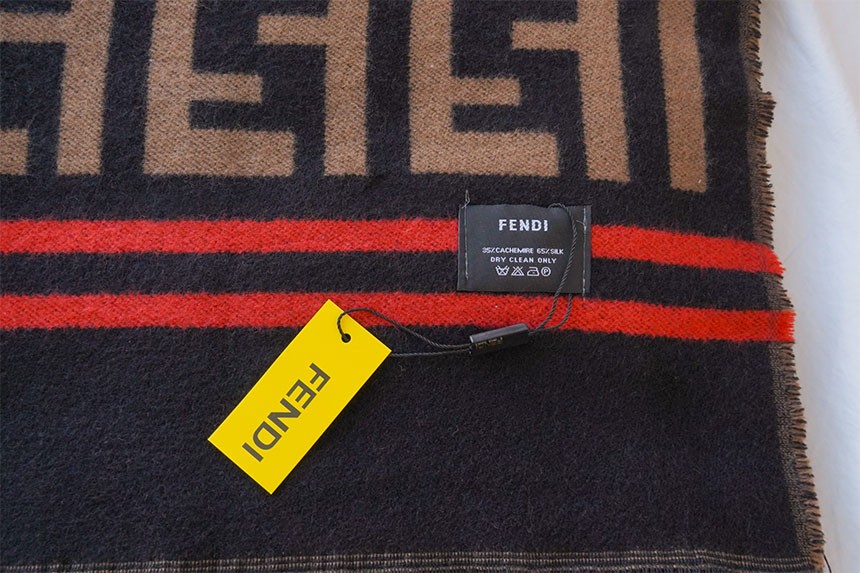 FENDI
35%CACHEMIRE 65%SILK
DRY CLEAN ONLY
FENDI